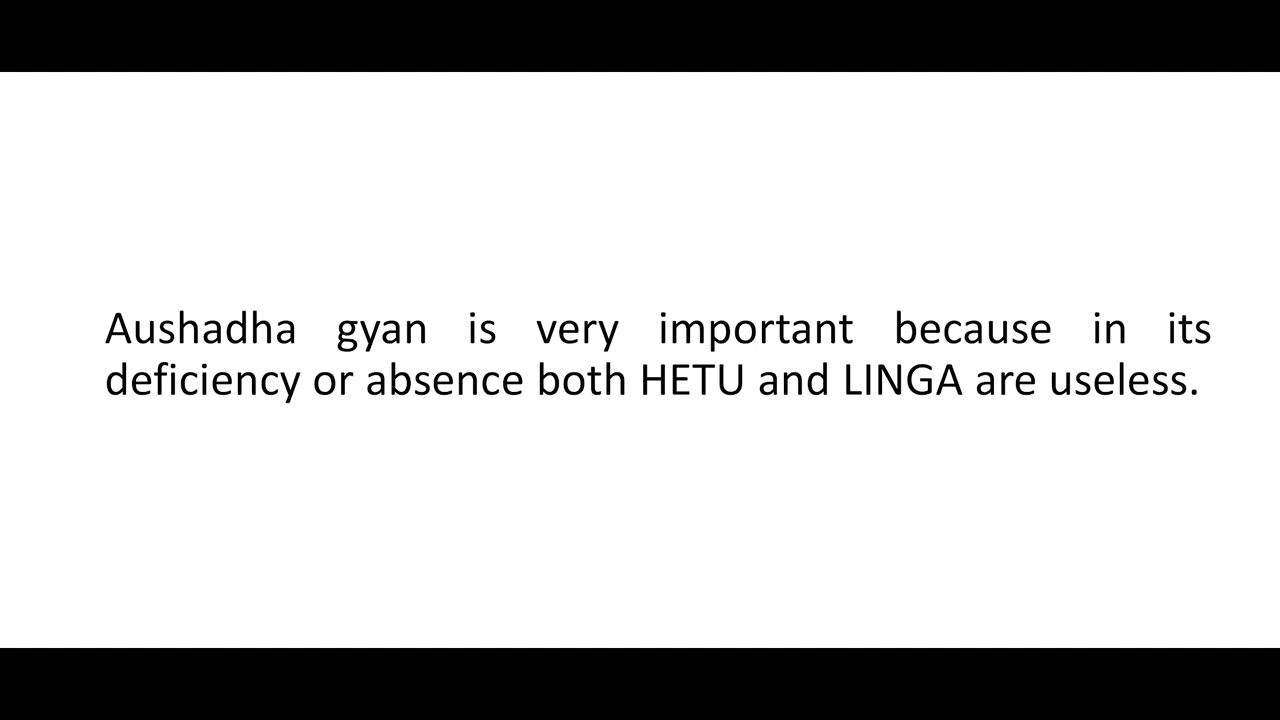 Aushadha gyan is very important because in its
deficiency or absence both HETU and LINGA are useless.